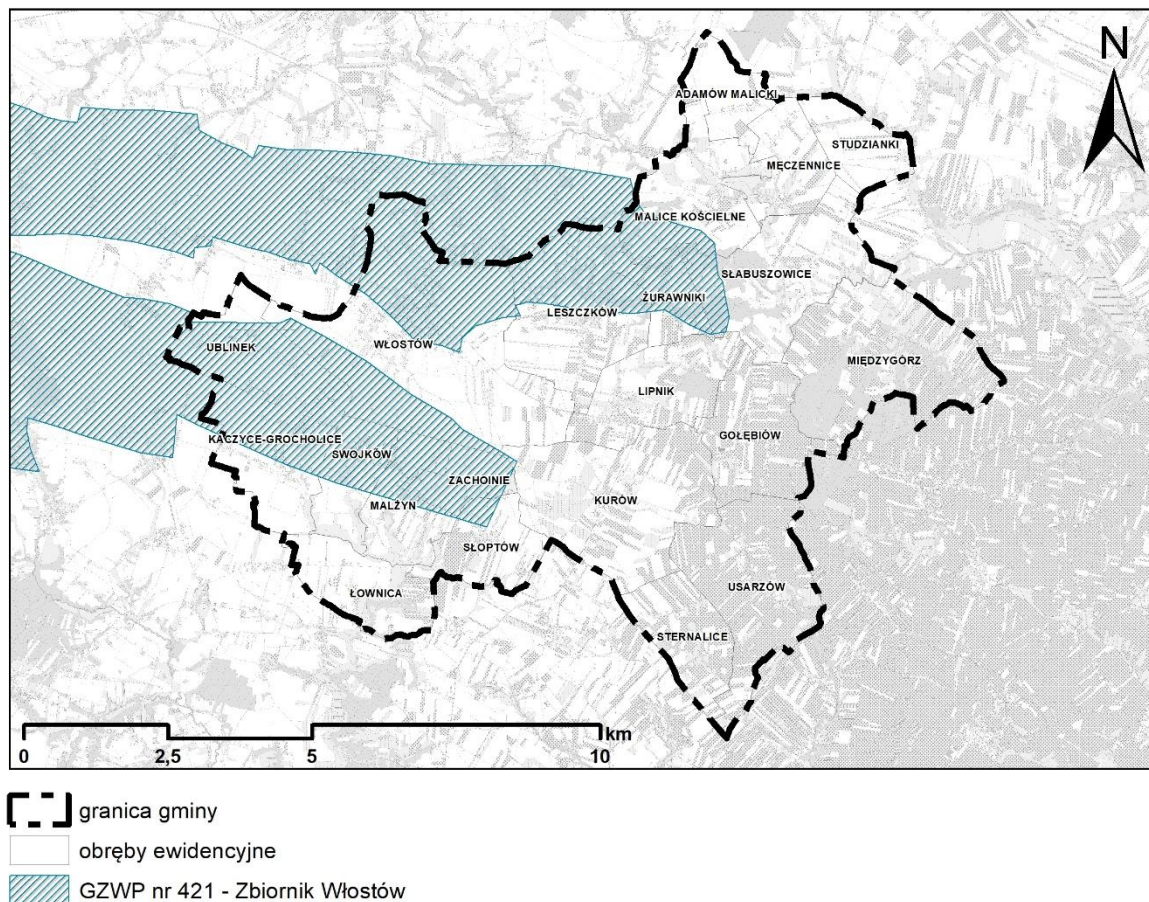 N
ADAMÓW MALICKI
STUDZIANKI
MĘCZENNICE
MALICE KOŚCIELNE
SŁABUSZOWICE
ŻURAWNIKI
LESZCZKÓW
WŁOSTÓW
UBLINEK
MIĘDZYGÓRZ
LIPNIK
GOŁĘBIÓW
KACZYCE-GROCHOLICE
SWOJKÓW
ZACHOINIE
KURÓW
MALŻYN
SŁOPTÓW
ŁOWNICA
USARZÓW
STERNALICE
km
0 2,5 5 10
granica gminy
obręby ewidencyjne
GZWP nr 421 - Zbiornik Włostów